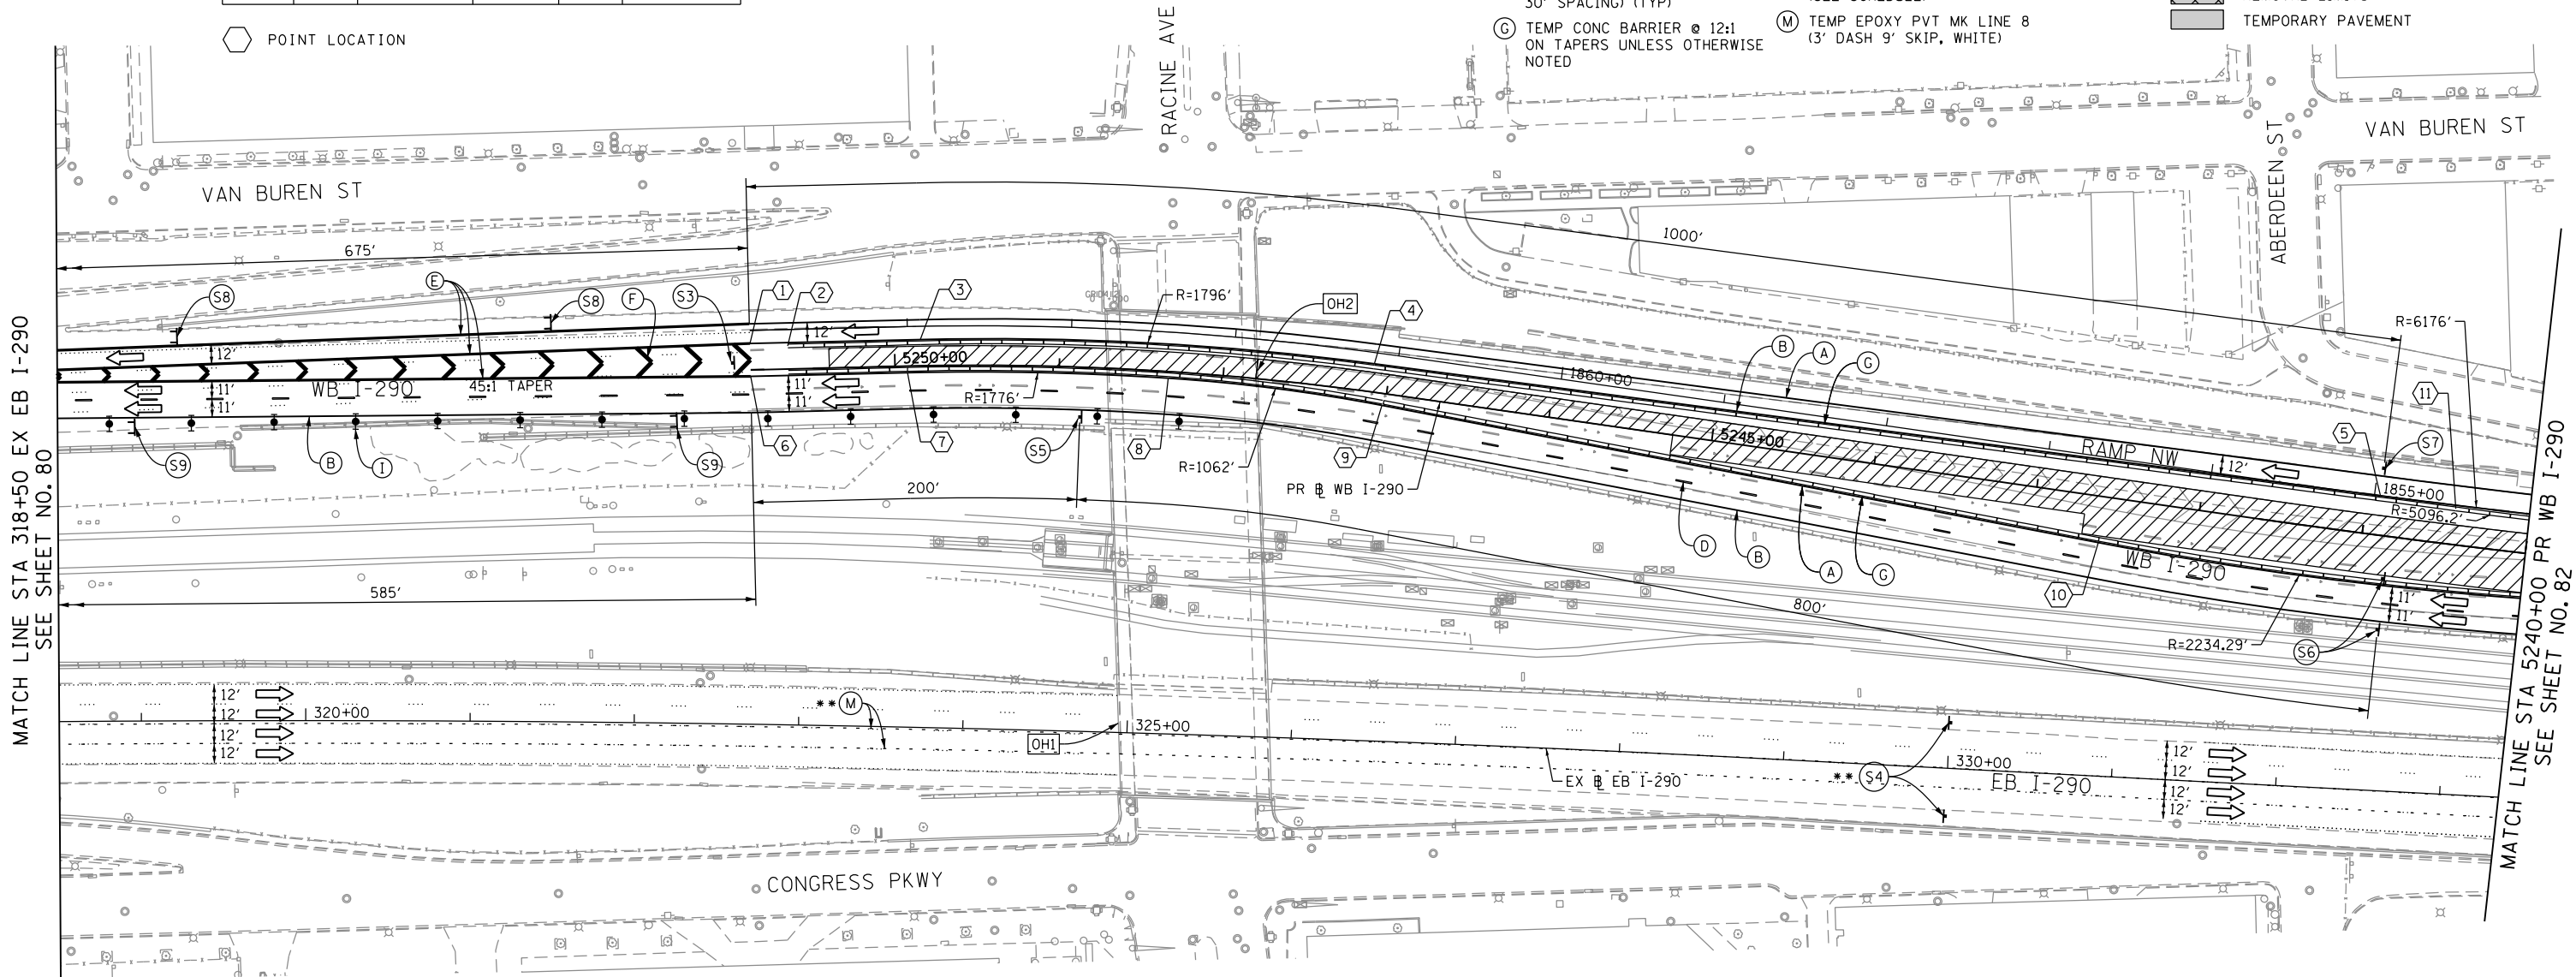 30' SPACING) (TYP)
G TEMP CONC BARRIER @ 12:1
ON TAPERS UNLESS OTHERWISE
NOTED
M TEMP EPOXY PVT MK LINE 8
(3' DASH 9' SKIP, WHITE)
TEMPORARY PAVEMENT
POINT LOCATION
RACINE AVE
VAN BUREN ST
ABERDEEN ST
VAN BUREN ST
675'
1000'
S8
E
S8
F
S3
1
2
3
R=1796'
OH2
4
R=6176'
12'
12'
5250+00
WB I-290
45:1 TAPER
11'
11'
11'
11'
R=1776'
1860+00
B
A
G
11
5
S7
5245+00
RAMP NW
12'
1855+00
R=5096.2'
S9
B
I
S9
6
7
S5
8
R=1062'
9
PR BL WB I-290
200'
D
B
A
G
10
WB I-290
11'
11'
R=2234.29'
S6
585'
800'
12'
12'
12'
12'
320+00
**M
OH1
325+00
EX BL EB I-290
**S4
330+00
EB I-290
12'
12'
12'
12'
CONGRESS PKWY
MATCH LINE STA 318+50 EX EB I-290
SEE SHEET NO. 80
MATCH LINE STA 5240+00 PR WB I-290
SEE SHEET NO. 82